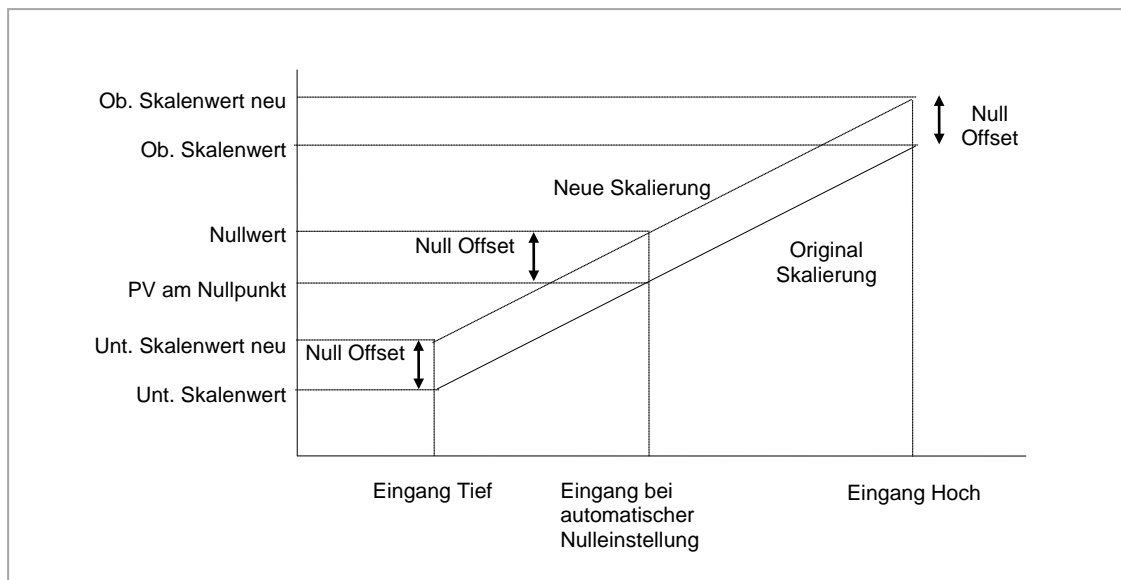 Ob. Skalenwert neu
Null
Offset
Ob. Skalenwert
Neue Skalierung
Nullwert
Null Offset
Original
Skalierung
PV am Nullpunkt
Unt. Skalenwert neu
Null Offset
Unt. Skalenwert
Eingang Tief
Eingang bei
automatischer
Nulleinstellung
Eingang Hoch